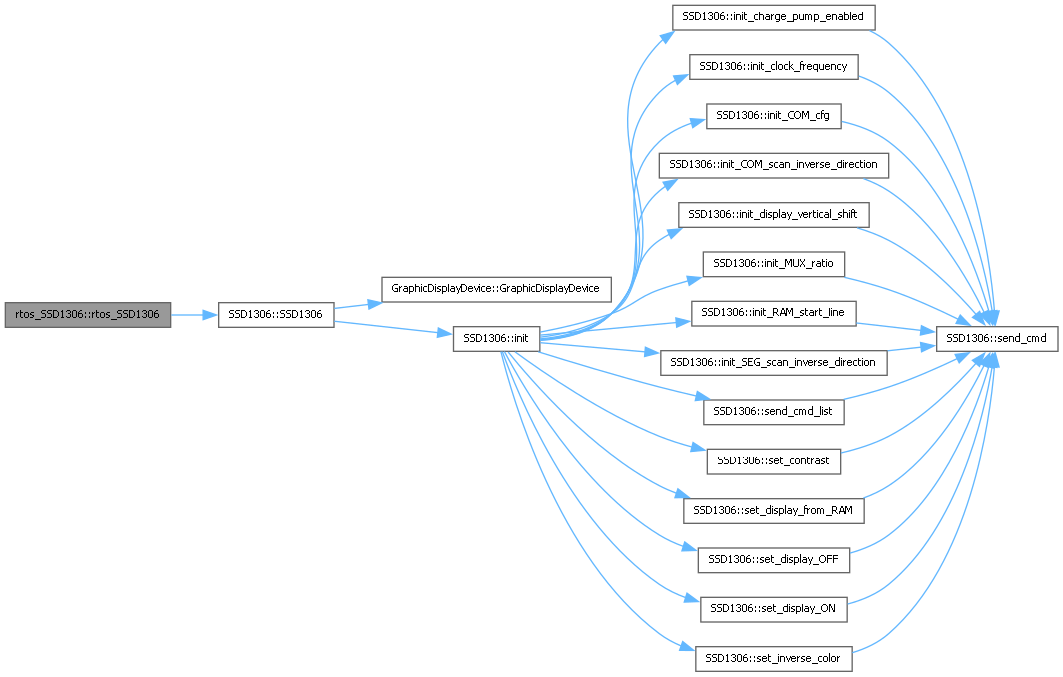 rtos_SSD1306::rtos_SSD1306
SSD1306::SSD1306
GraphicDisplayDevice::GraphicDisplayDevice
SSD1306::init
SSD1306::init_charge_pump_enabled
SSD1306::init_clock_frequency
SSD1306::init_COM_cfg
SSD1306::init_COM_scan_inverse_direction
SSD1306::init_display_vertical_shift
SSD1306::init_MUX_ratio
SSD1306::init_RAM_start_line
SSD1306::init_SEG_scan_inverse_direction
SSD1306::send_cmd_list
SSD1306::set_contrast
SSD1306::set_display_from_RAM
SSD1306::set_display_OFF
SSD1306::set_display_ON
SSD1306::set_inverse_color
SSD1306::send_cmd